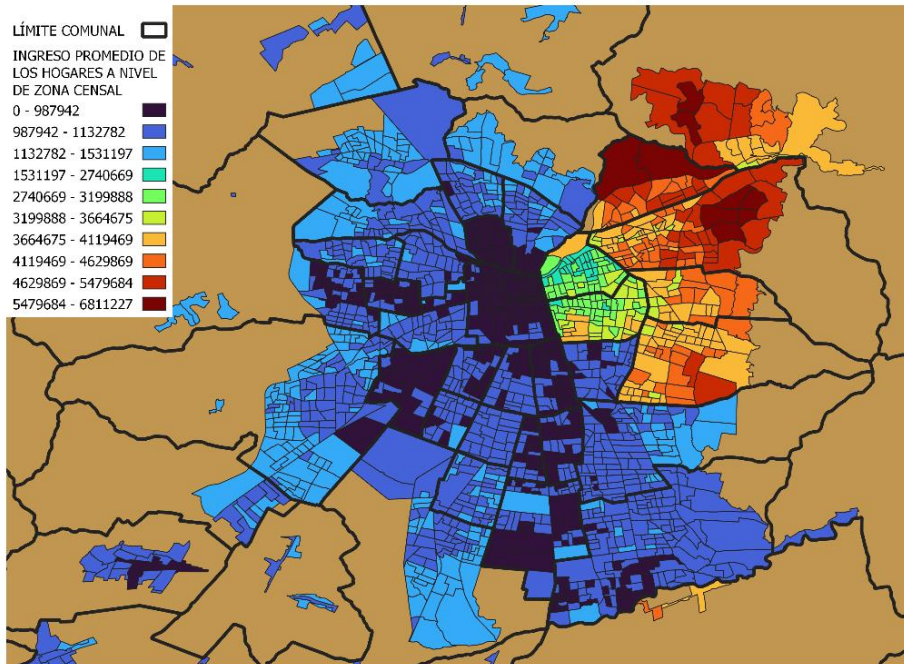 LÍMITE COMUNAL
INGRESO PROMEDIO DE
LOS HOGARES A NIVEL
DE ZONA CENSAL
0 - 987942
987942 - 1132782
1132782 - 1531197
1531197 - 2740669
2740669 - 3199888
3199888 - 3664675
3664675 - 4119469
4119469 - 4629869
4629869 - 5479684
5479684 - 6811227